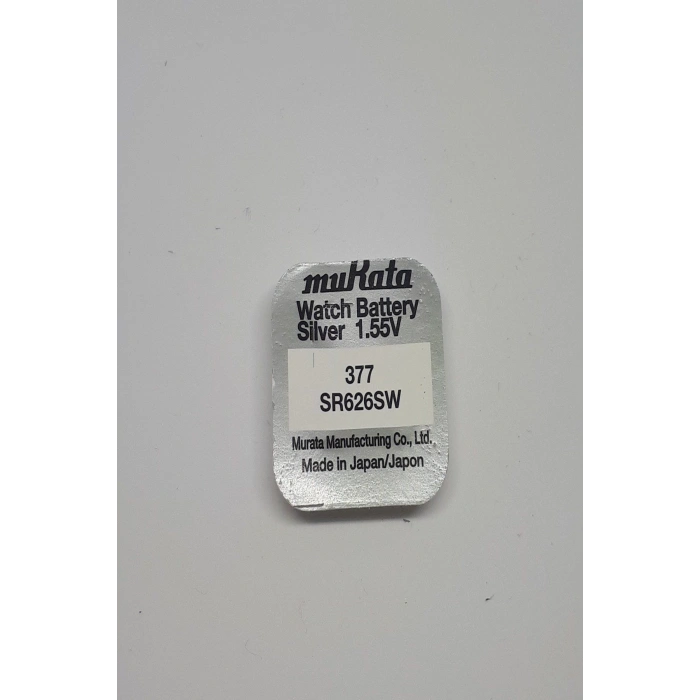 muRata
Watch Battery
Silver 1.55V
377
SR626SW
Murata Manufacturing Co., Ltd.
Made in Japan/Japon